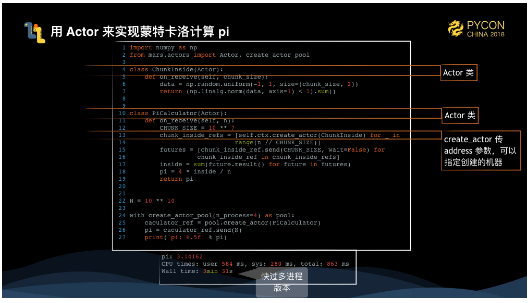 用 Actor 来实现蒙特卡洛计算 pi
PYCON
CHINA 2018
1 import numpy as np
2 from mars.actors import Actor, create_actor_pool
3
4 class ChunkInside(Actor):
5 def on_receive(self, chunk_size):
6 data = np.random.uniform(-1, 1, size=(chunk_size, 2))
7 return (np.linalg.norm(data, axis=1) < 1).sum()
8
9
10 class PiCalculator(Actor):
11 def on_receive(self, n):
12 CHUNK_SIZE = 10 ** 7
13 chunk_inside_refs = [self.ctx.create_actor(ChunkInside) for _ in
14 range(n // CHUNK_SIZE)]
15 futures = [chunk_inside_ref.send(CHUNK_SIZE, wait=False) for
16 chunk_inside_ref in chunk_inside_refs]
17 inside = sum(future.result() for future in futures)
18 pi = 4 * inside / n
19 return pi
20
21
22 N = 10 ** 10
23
24 with create_actor_pool(n_process=4) as pool:
25 caculator_ref = pool.create_actor(PiCalculator)
26 pi = caculator_ref.send(N)
27 print('pi: %.5f' % pi)
Actor 类
Actor 类
create_actor 传
address 参数，可以
指定创建的机器
pi: 3.14162
CPU times: user 584 ms, sys: 280 ms, total: 863 ms
Wall time: 3min 31s
快过多进程
版本